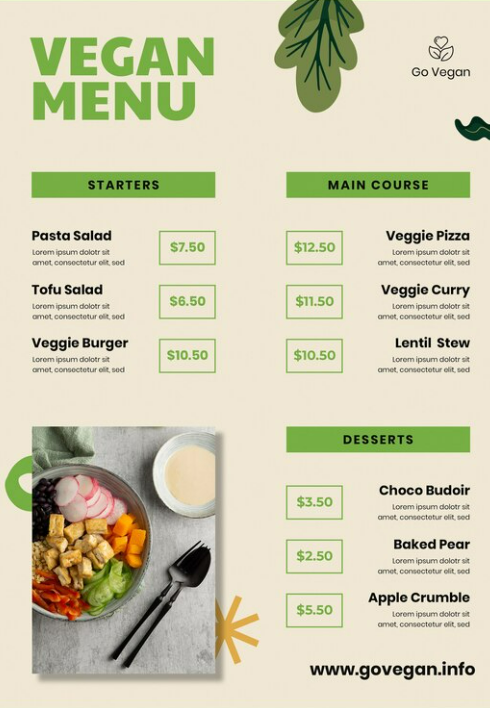 VEGAN
MENU
Go Vegan
STARTERS
Pasta Salad
Lorem ipsum dolotr sit
amet, consectetur elit, sed
$7.50
Tofu Salad
Lorem ipsum dolotr sit
amet, consectetur elit, sed
$6.50
Veggie Burger
Lorem ipsum dolotr sit
amet, consectetur elit, sed
$10.50
MAIN COURSE
$12.50
Veggie Pizza
Lorem ipsum dolotr sit
amet, consectetur elit, sed
$11.50
Veggie Curry
Lorem ipsum dolotr sit
amet, consectetur elit, sed
$10.50
Lentil Stew
Lorem ipsum dolotr sit
amet, consectetur elit, sed
DESSERTS
$3.50
Choco Budoir
Lorem ipsum dolotr sit
amet, consectetur elit, sed
$2.50
Baked Pear
Lorem ipsum dolotr sit
amet, consectetur elit, sed
$5.50
Apple Crumble
Lorem ipsum dolotr sit
amet, consectetur elit, sed
www.govegan.info